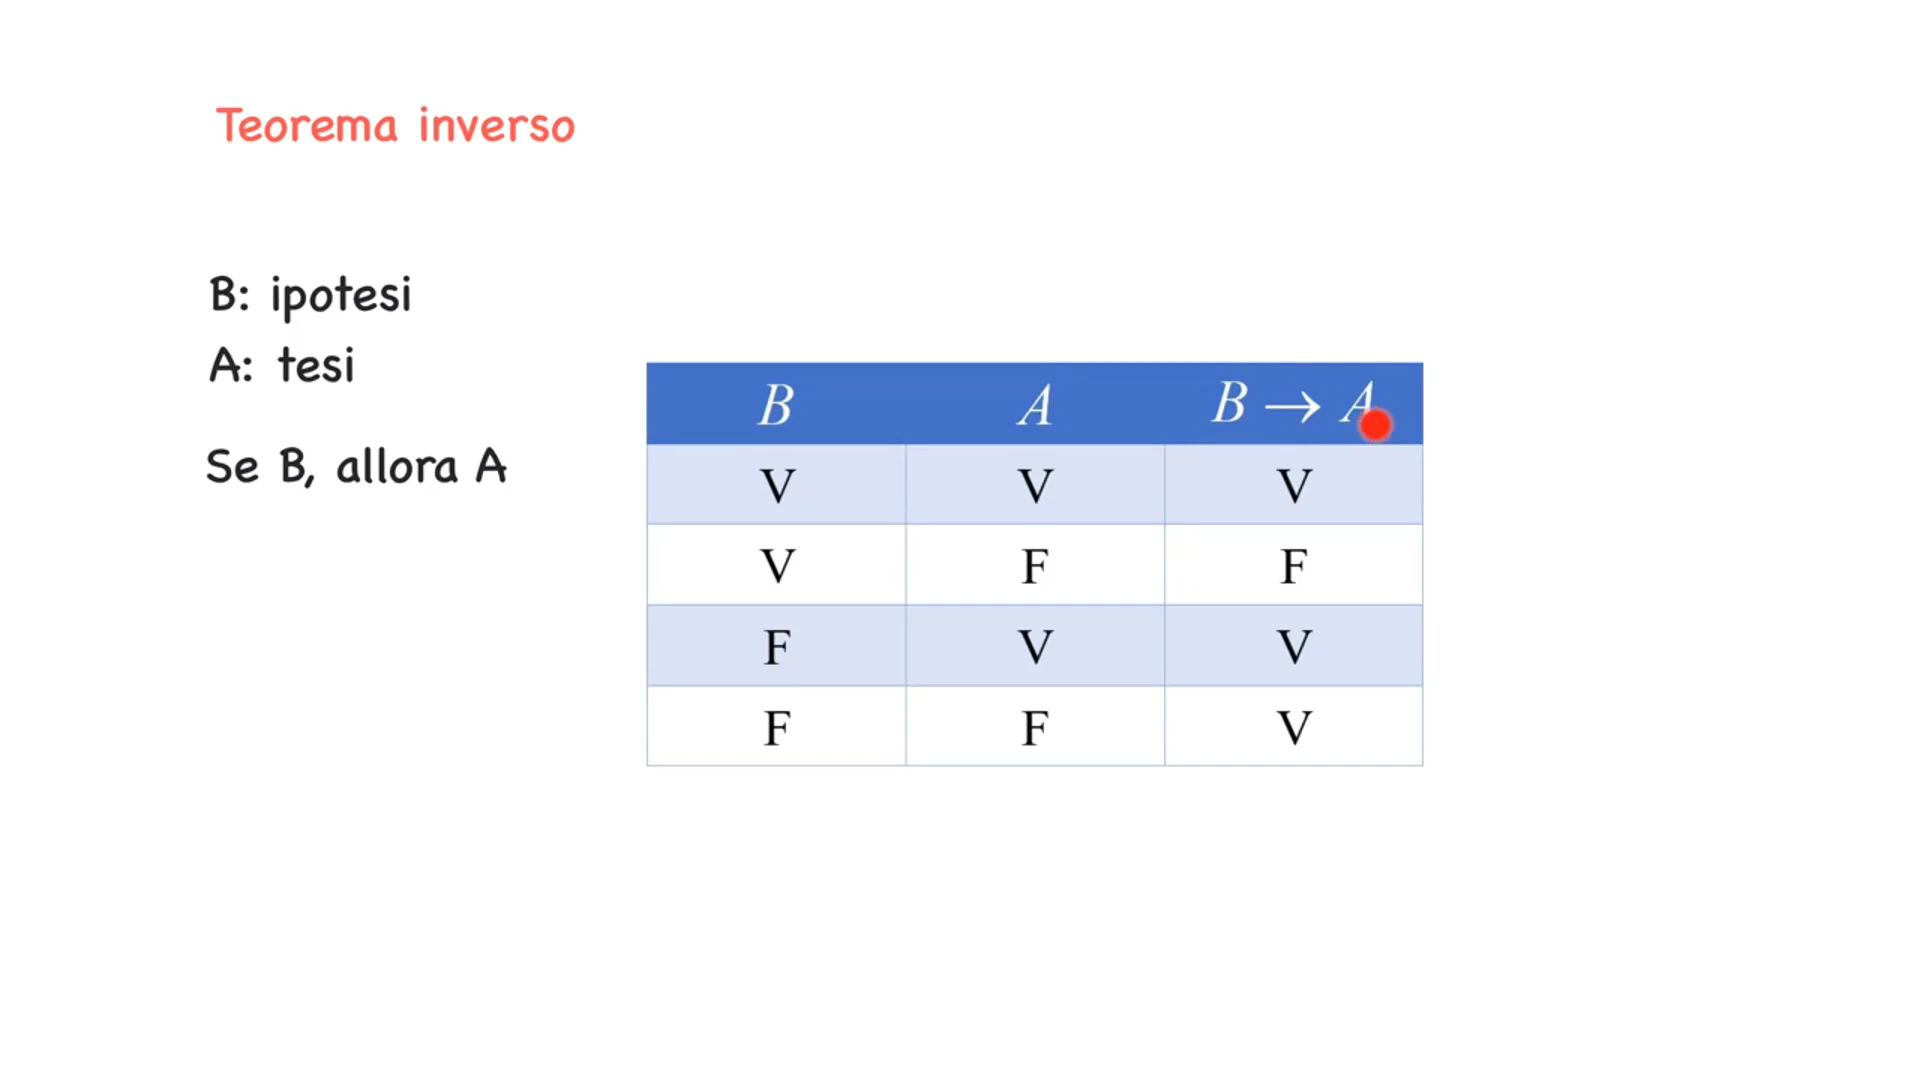 Teorema inverso
B: ipotesi
A: tesi
Se B, allora A
B A B → A
V V V
V F F
F V V
F F V